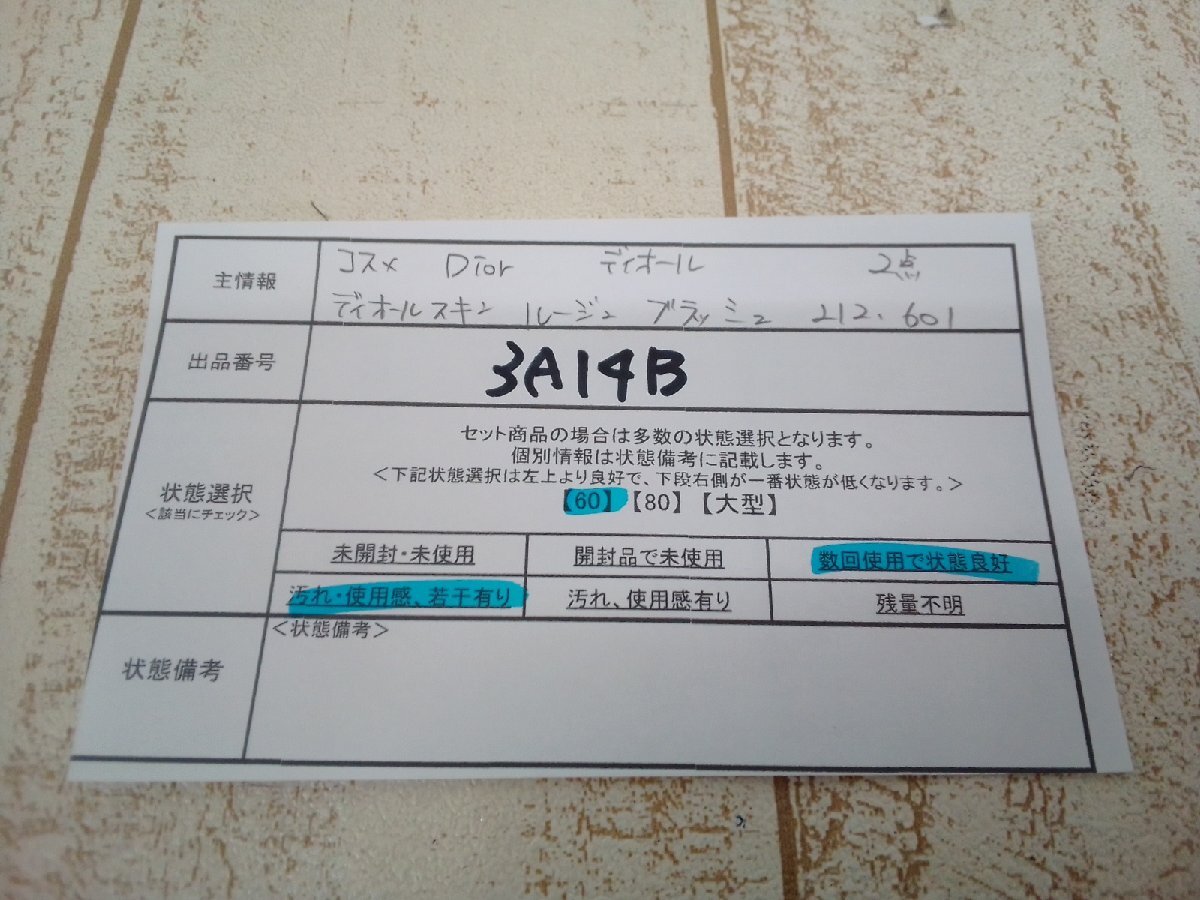 主情報
コスメ Dior ディオール 2点
ディオールスキン ルージュ ブラッシュ 212.601
出品番号
3A14B
状態選択
<該当にチェック>
セット商品の場合は多数の状態選択となります。
個別情報は状態備考に記載します。
<下記状態選択は左上より良好で、下段右側が一番状態が低くなります。>
【60】【80】【大型】
未開封・未使用 開封品で未使用 数回使用で状態良好
汚れ・使用感、若干有り 汚れ、使用感有り 残量不明
状態備考
<状態備考>